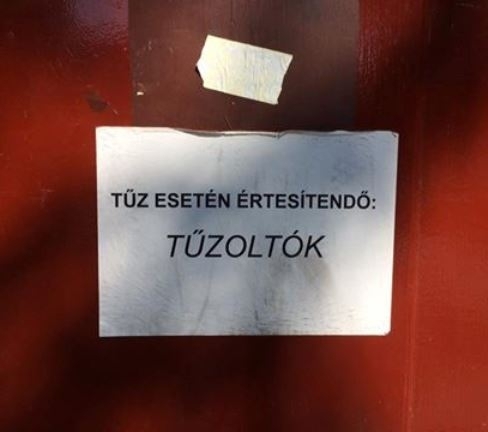 TŰZ ESETÉN ÉRTESÍTENDŐ:
TŰZOLTÓK